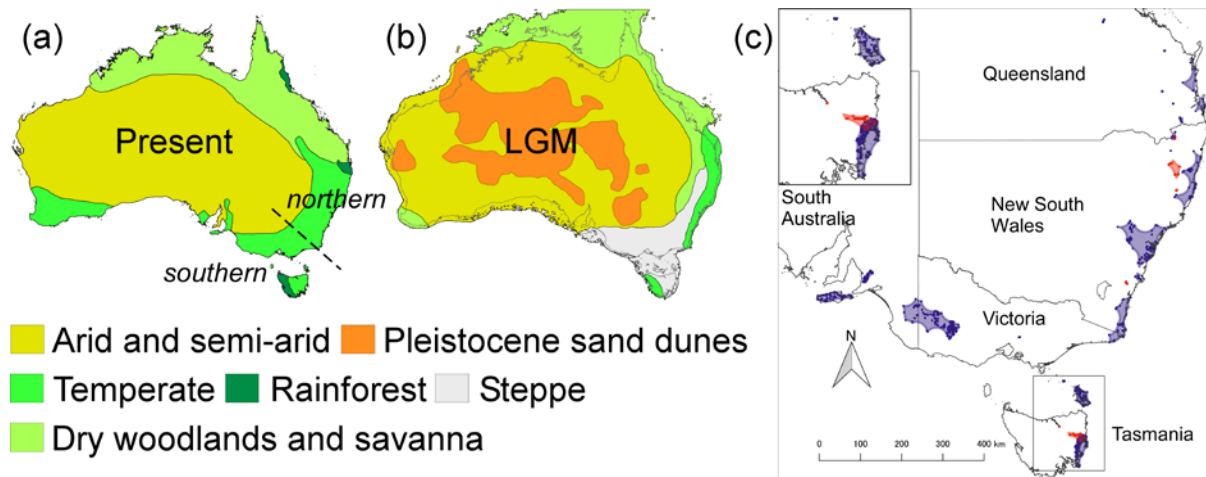 (a)
Present
northern
southern
(b)
LGM
Arid and semi-arid
Pleistocene sand dunes
Temperate
Rainforest
Steppe
Dry woodlands and savanna
(c)
Queensland
South
Australia
New South
Wales
Victoria
N
0 100 200 300 400 km
Tasmania